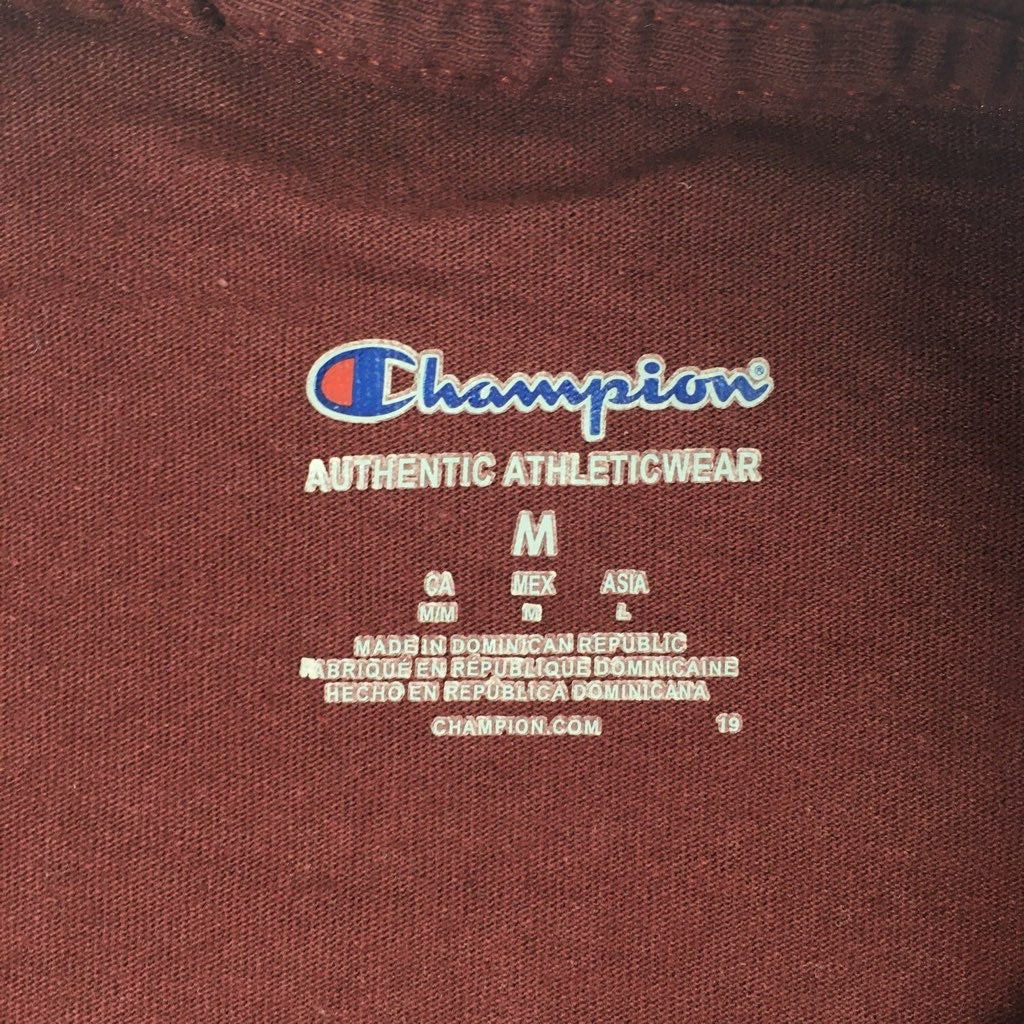 Champion®
AUTHENTIC ATHLETICWEAR
M
CA MEX ASIA
M/M M L
MADE IN DOMINICAN REPUBLIC
FABRIQUÉ EN RÉPUBLIQUE DOMINICAINE
HECHO EN REPÚBLICA DOMINICANA
CHAMPION.COM 19